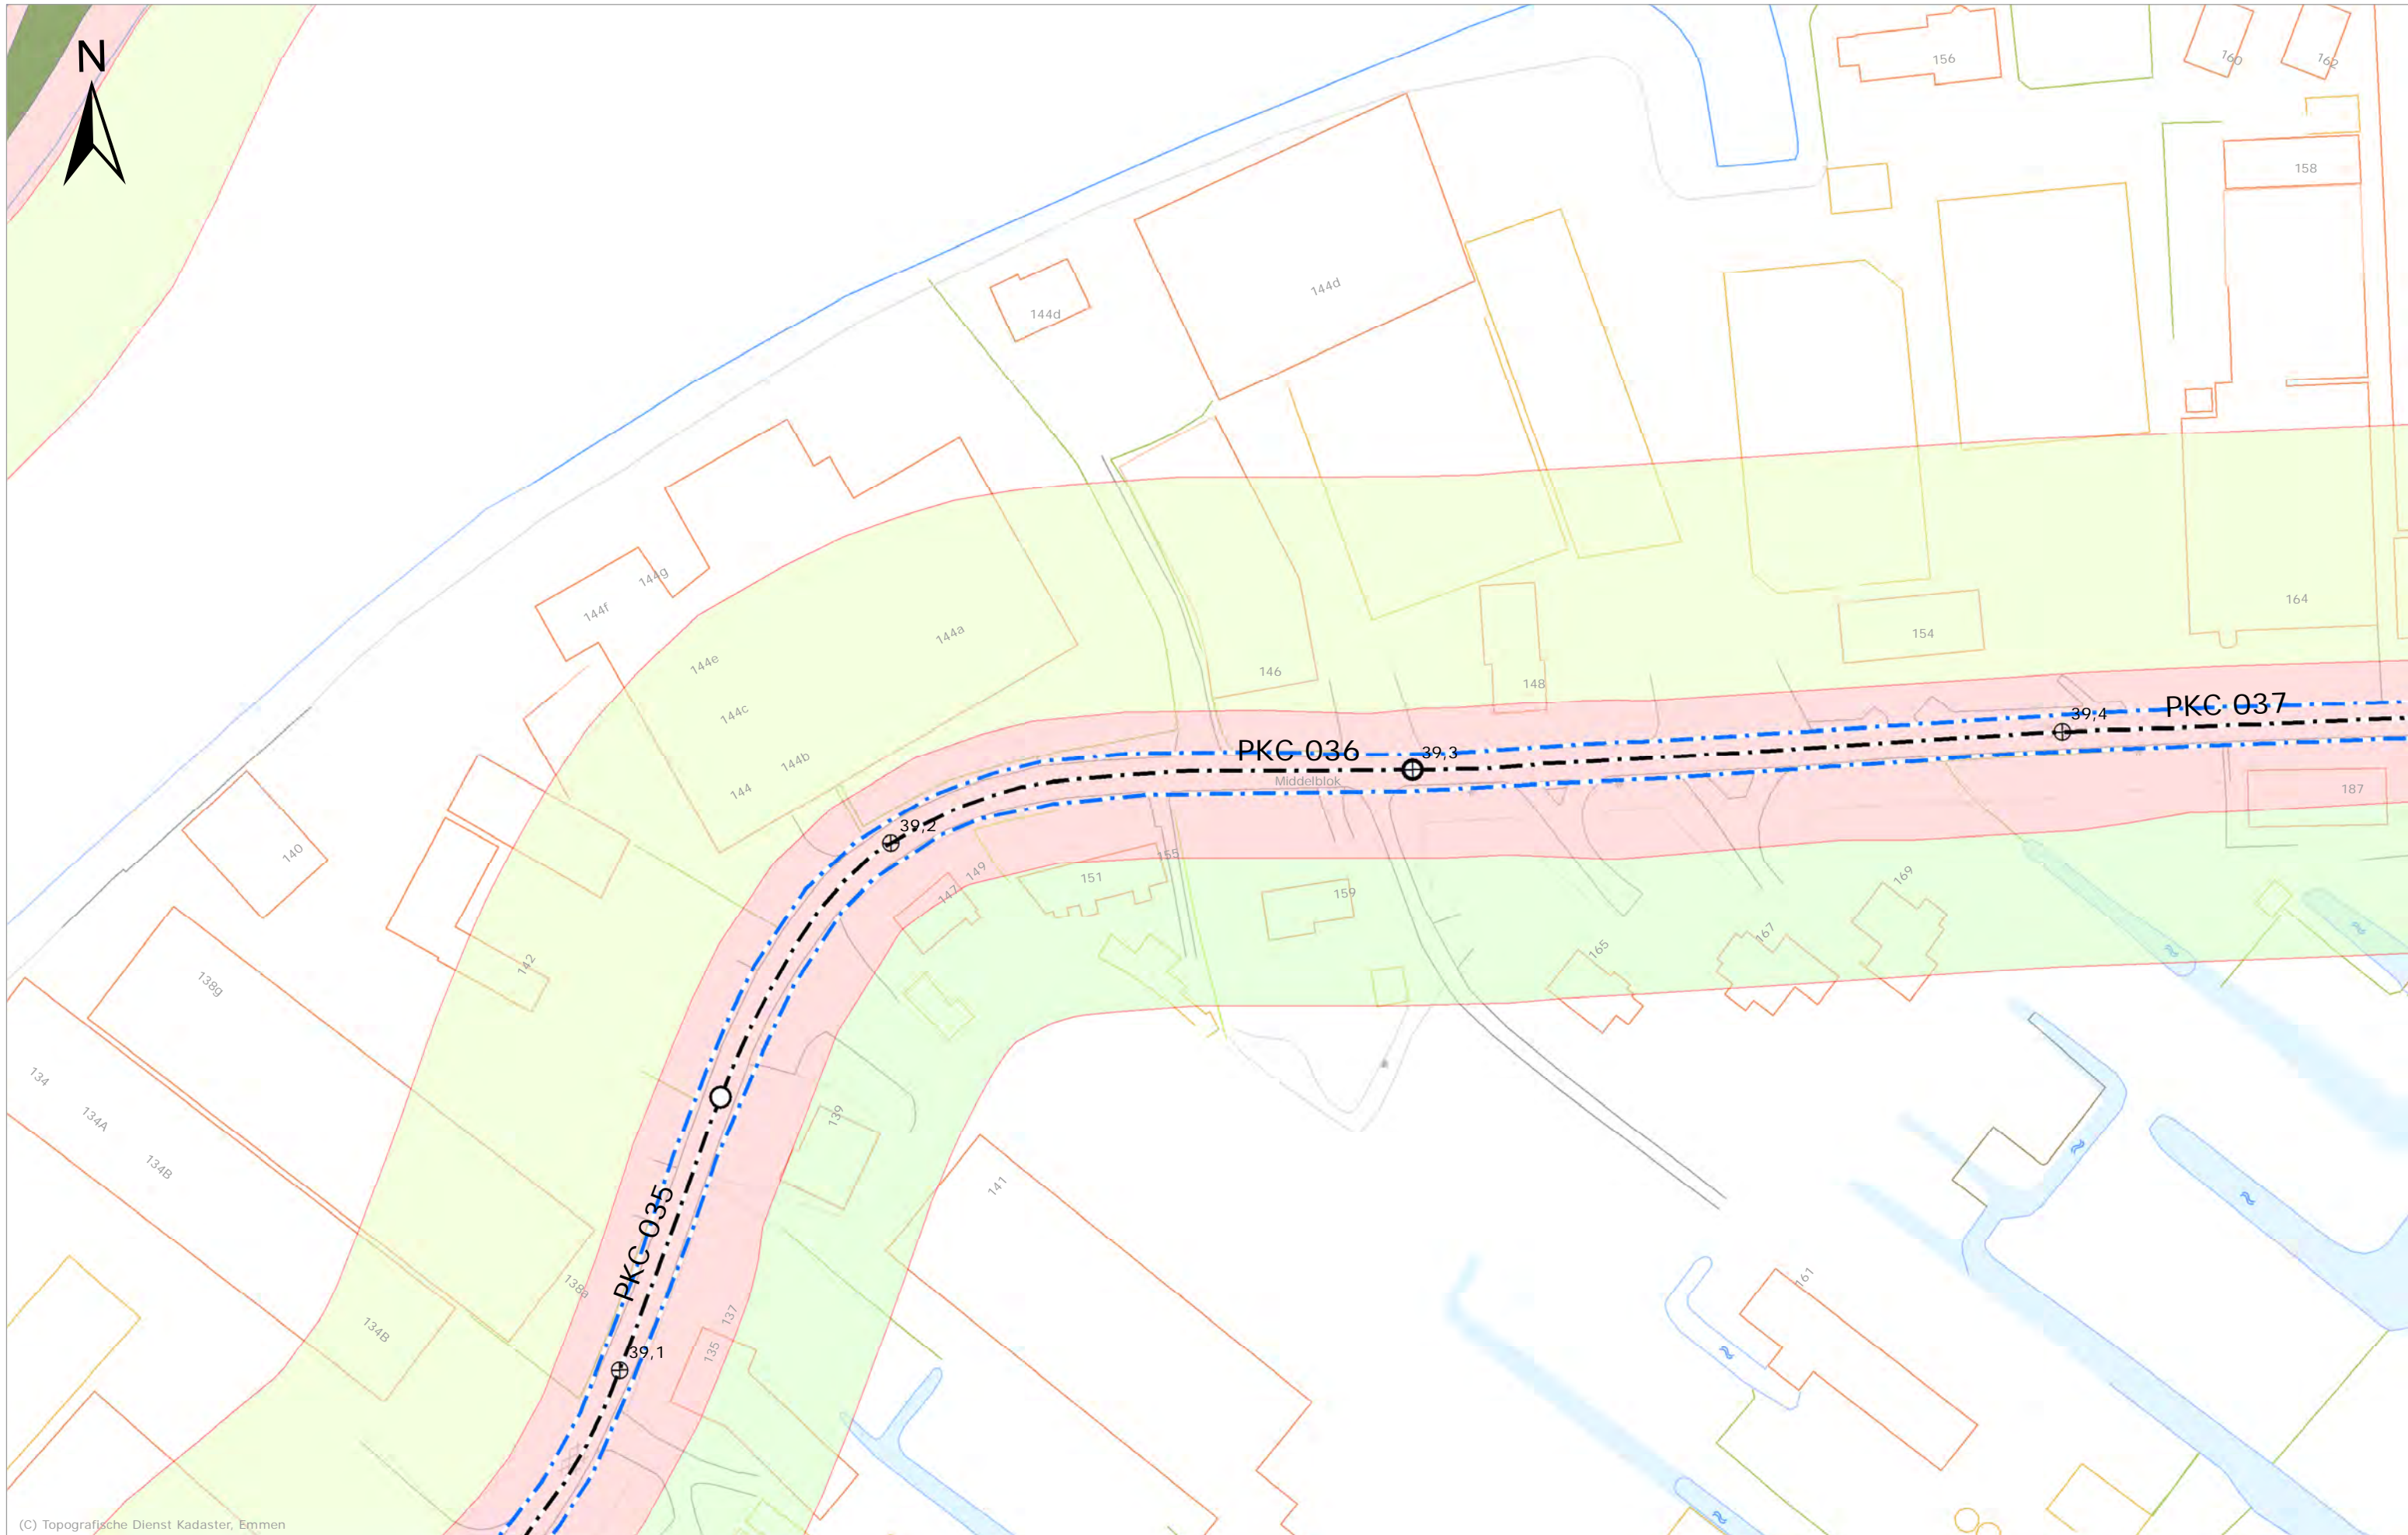 N
156
160
162
158
144d
144d
144g
144f
144a
144e
164
154
146
148
144c
PKC 037
39,4
PKC 036
39,3
144b
Middelblok
144
187
39,2
140
155
149
151
147
159
169
167
165
142
138g
134
134A
139
134B
141
PKC 035
161
138a
137
134B
135
39,1
(C) Topografische Dienst Kadaster, Emmen